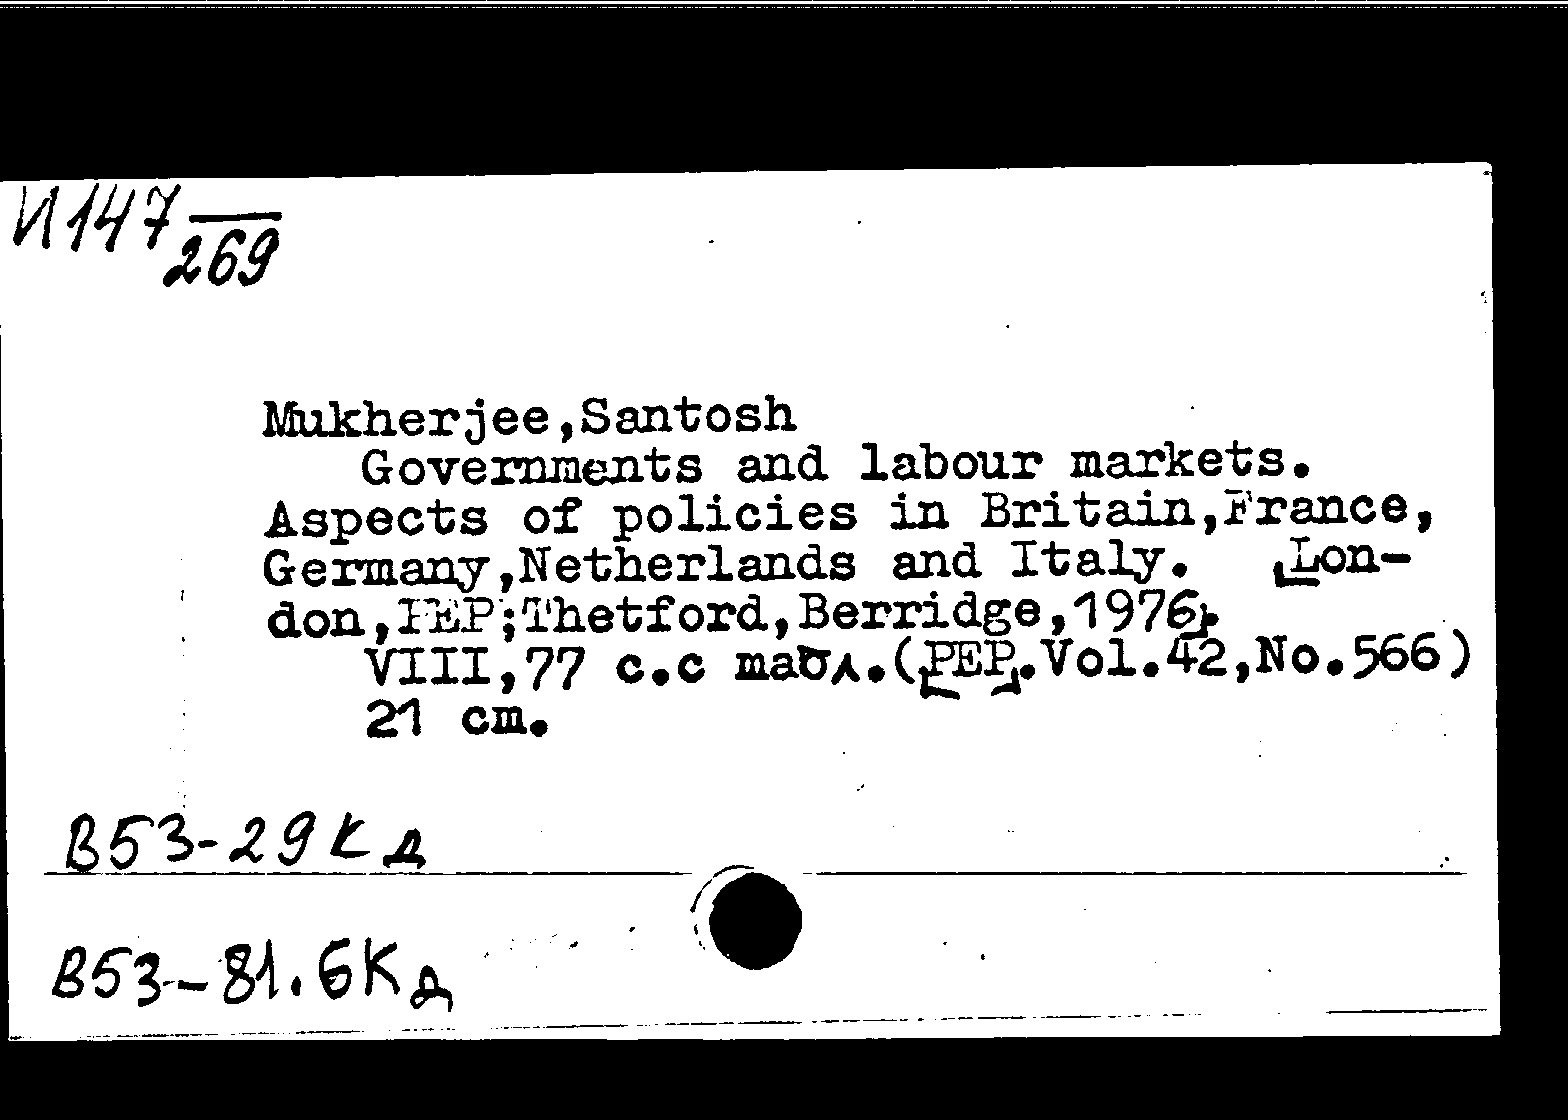 И147
269
Mukherjee,Santosh
Governments and labour markets.
Aspects of policies in Britain,France,
Germany,Netherlands and Italy. [Lon-
don,PEP;Thetford,Berridge,1976].
VIII,77 с.с табл.([PEP].Vol.42,No.566)
21 cm.
В53-29Кд
В53-81.6Кд